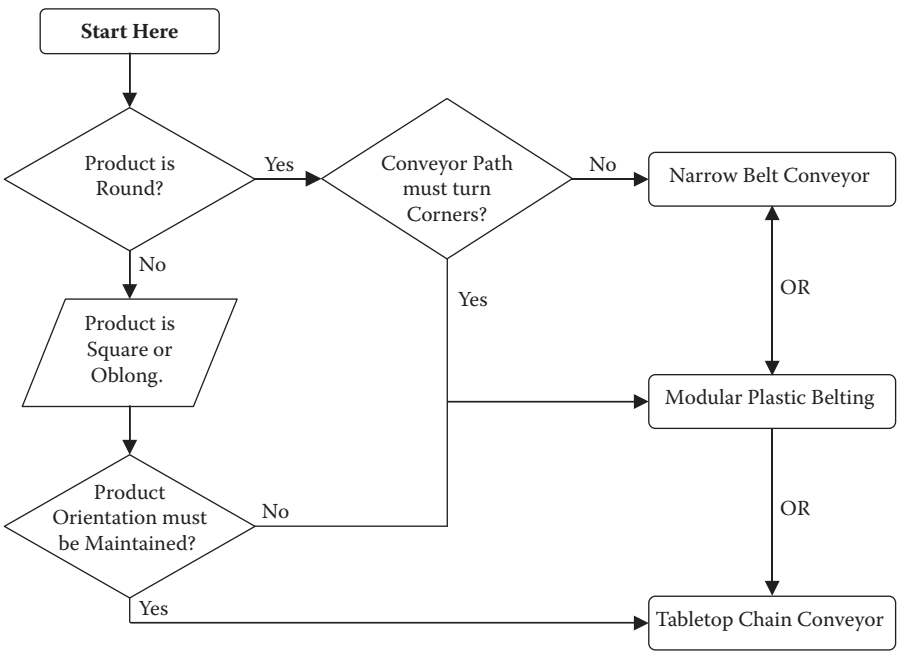 Start Here
Product is
Round?
Yes
Conveyor Path
must turn
Corners?
No
Narrow Belt Conveyor
No
OR
Yes
Product is
Square or
Oblong.
Modular Plastic Belting
Product
Orientation must
be Maintained?
No
OR
Yes
Tabletop Chain Conveyor